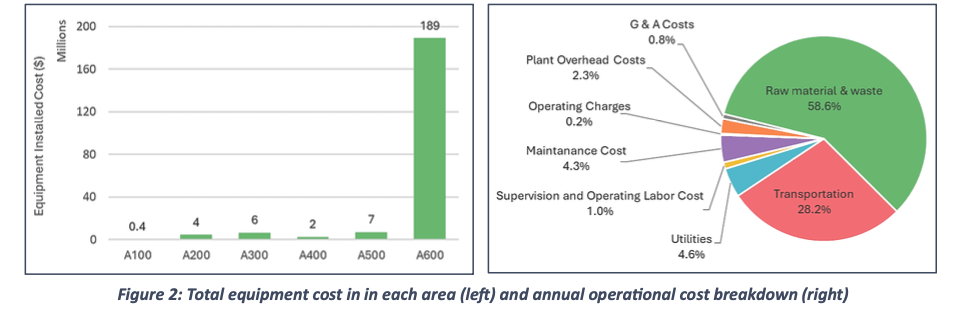 Equipment Installed Cost ($)
Millions
200
160
120
80
40
0
0.4
4
6
2
7
189
A100
A200
A300
A400
A500
A600
G & A Costs
0.8%
Plant Overhead Costs
2.3%
Operating Charges
0.2%
Maintanance Cost
4.3%
Supervision and Operating Labor Cost
1.0%
Utilities
4.6%
Raw material & waste
58.6%
Transportation
28.2%
Figure 2: Total equipment cost in in each area (left) and annual operational cost breakdown (right)